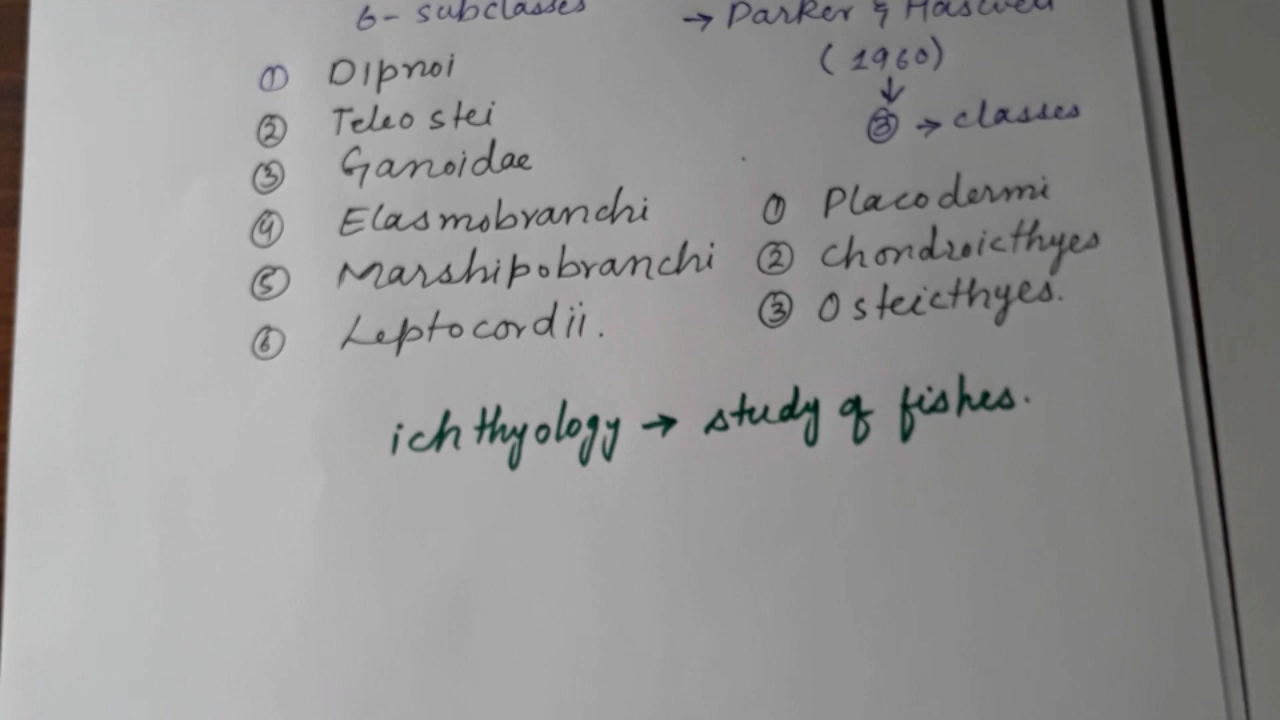 6- subclasses
① Dipnoi
② Teleostei
③ Ganoidae
④ Elasmobranchi
⑤ Marshipobranchi
⑥ Leptocordii.
→ Parker & Haswell
(1960)
↓
③ → classes
① Placodermi
② Chondroicthyes
③ Osteicthyes.
ichthyology → study of fishes.